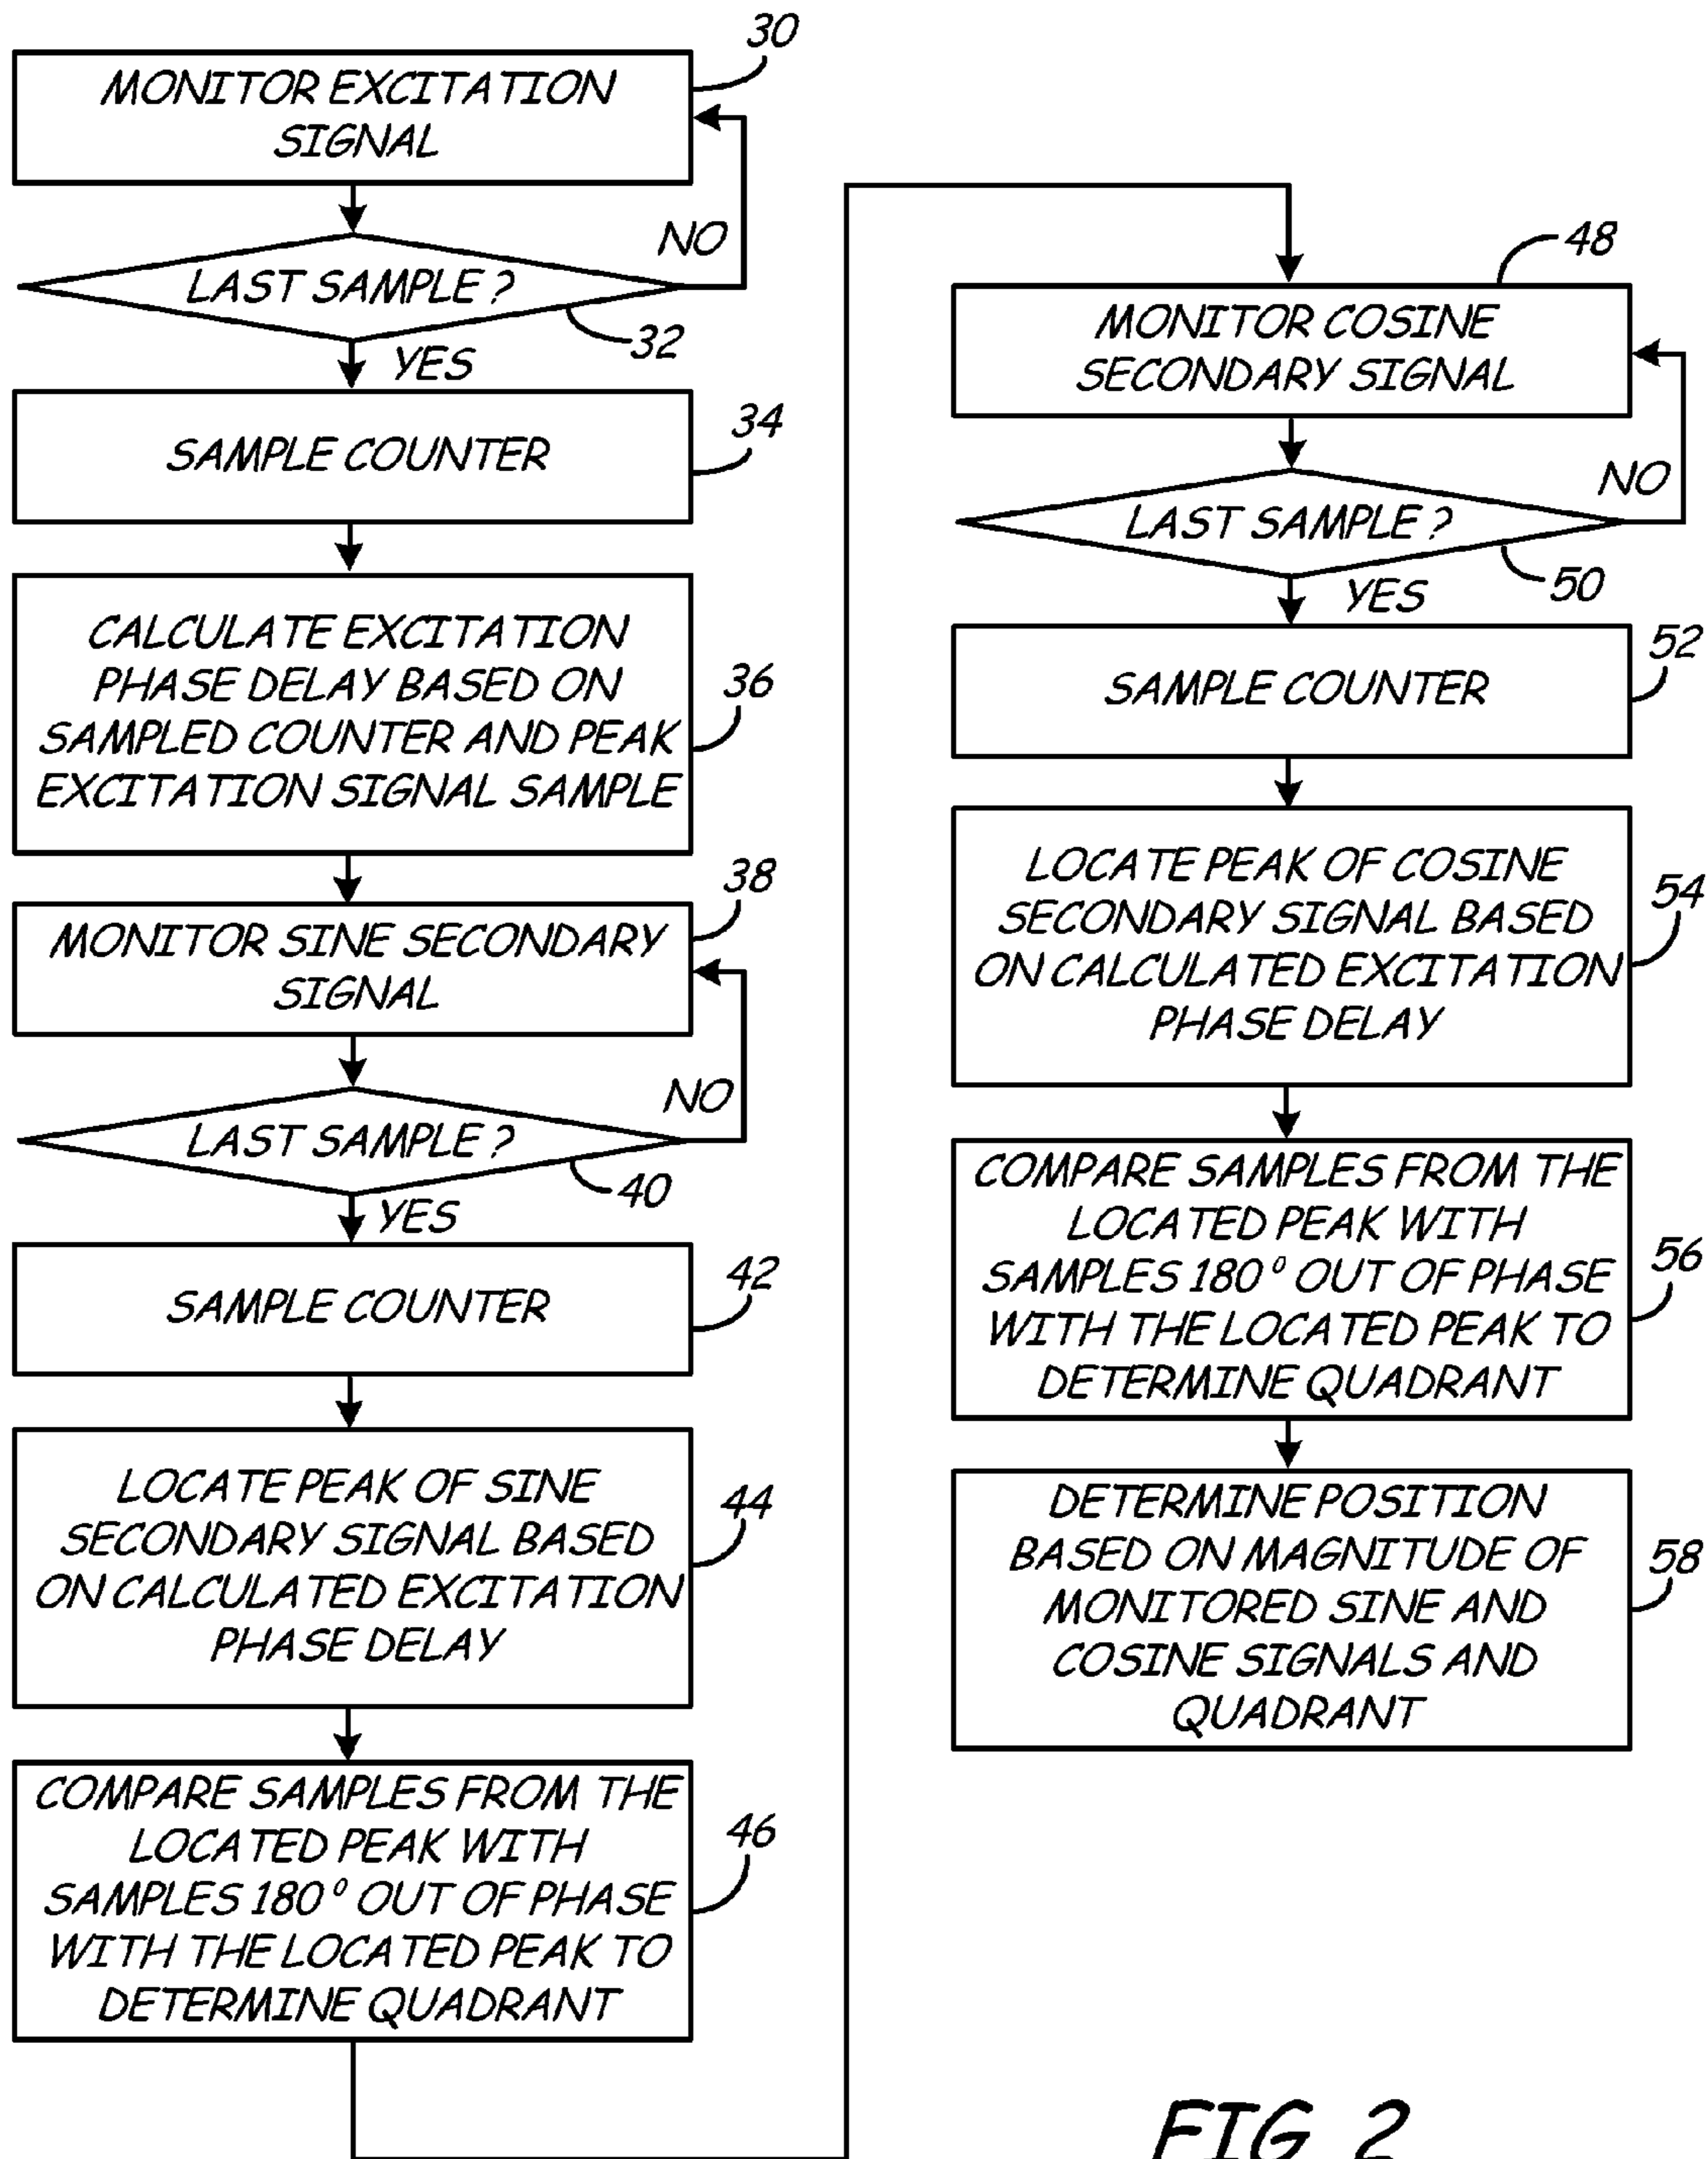 30
MONITOR EXCITATION
SIGNAL
NO
LAST SAMPLE?
32
YES
34
SAMPLE COUNTER
CALCULATE EXCITATION
PHASE DELAY BASED ON
SAMPLED COUNTER AND PEAK
EXCITATION SIGNAL SAMPLE
36
38
MONITOR SINE SECONDARY
SIGNAL
NO
LAST SAMPLE?
40
YES
42
SAMPLE COUNTER
LOCATE PEAK OF SINE
SECONDARY SIGNAL BASED
ON CALCULATED EXCITATION
PHASE DELAY
44
COMPARE SAMPLES FROM THE
LOCATED PEAK WITH
SAMPLES 180° OUT OF PHASE
WITH THE LOCATED PEAK TO
DETERMINE QUADRANT
46
48
MONITOR COSINE
SECONDARY SIGNAL
NO
LAST SAMPLE?
50
YES
52
SAMPLE COUNTER
LOCATE PEAK OF COSINE
SECONDARY SIGNAL BASED
ON CALCULATED EXCITATION
PHASE DELAY
54
COMPARE SAMPLES FROM THE
LOCATED PEAK WITH
SAMPLES 180° OUT OF PHASE
WITH THE LOCATED PEAK TO
DETERMINE QUADRANT
56
DETERMINE POSITION
BASED ON MAGNITUDE OF
MONITORED SINE AND
COSINE SIGNALS AND
QUADRANT
58
FIG 2